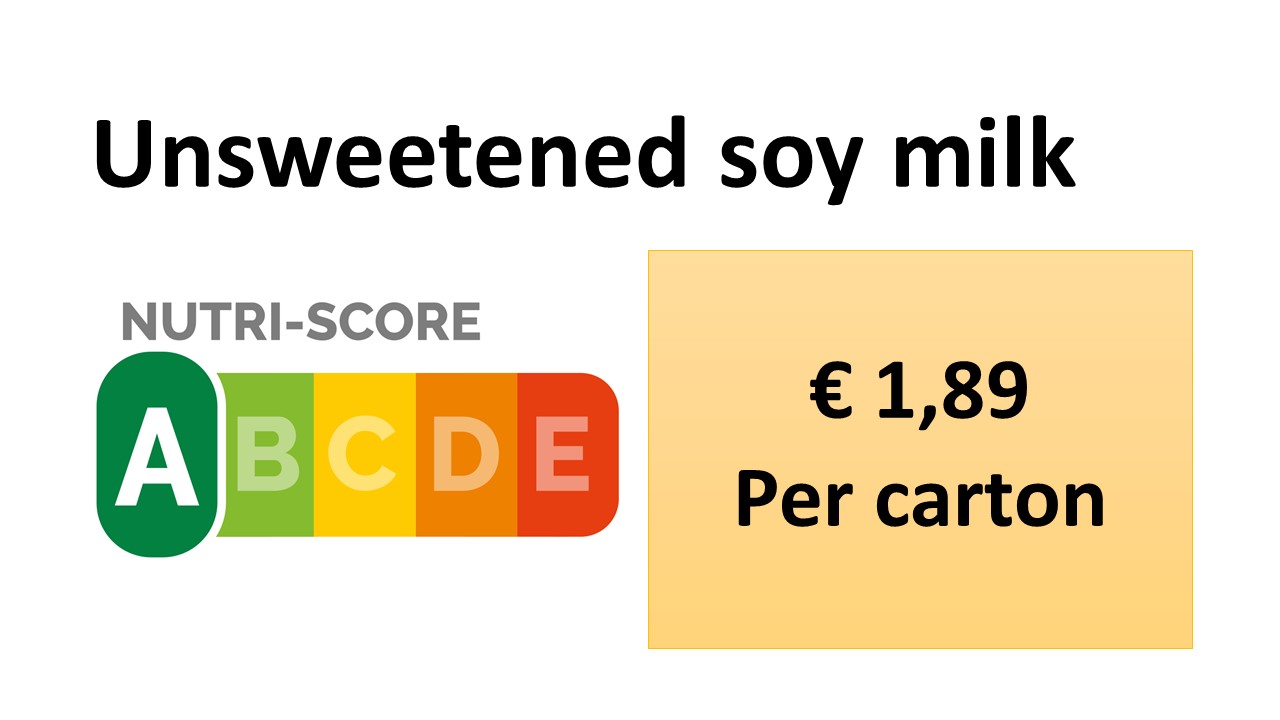 Unsweetened soy milk
NUTRI-SCORE
A B C D E
€ 1,89
Per carton